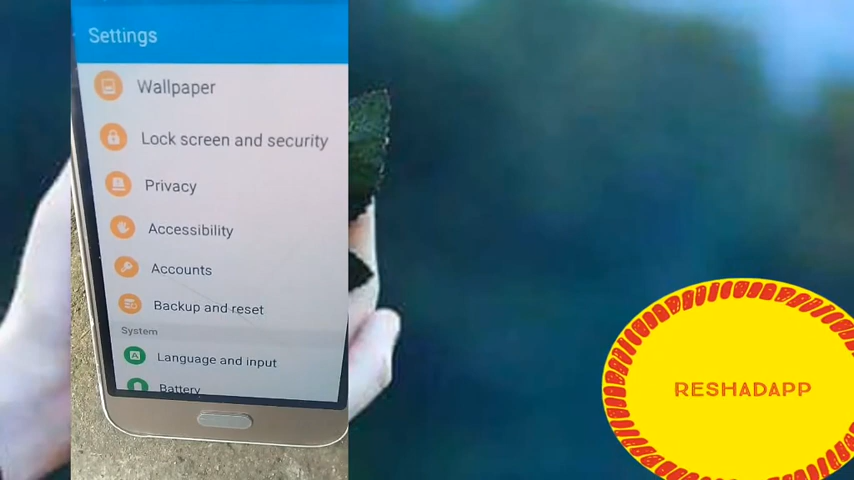 Settings
Wallpaper
Lock screen and security
Privacy
Accessibility
Accounts
Backup and reset
System
Language and input
Battery
RESHADAPP